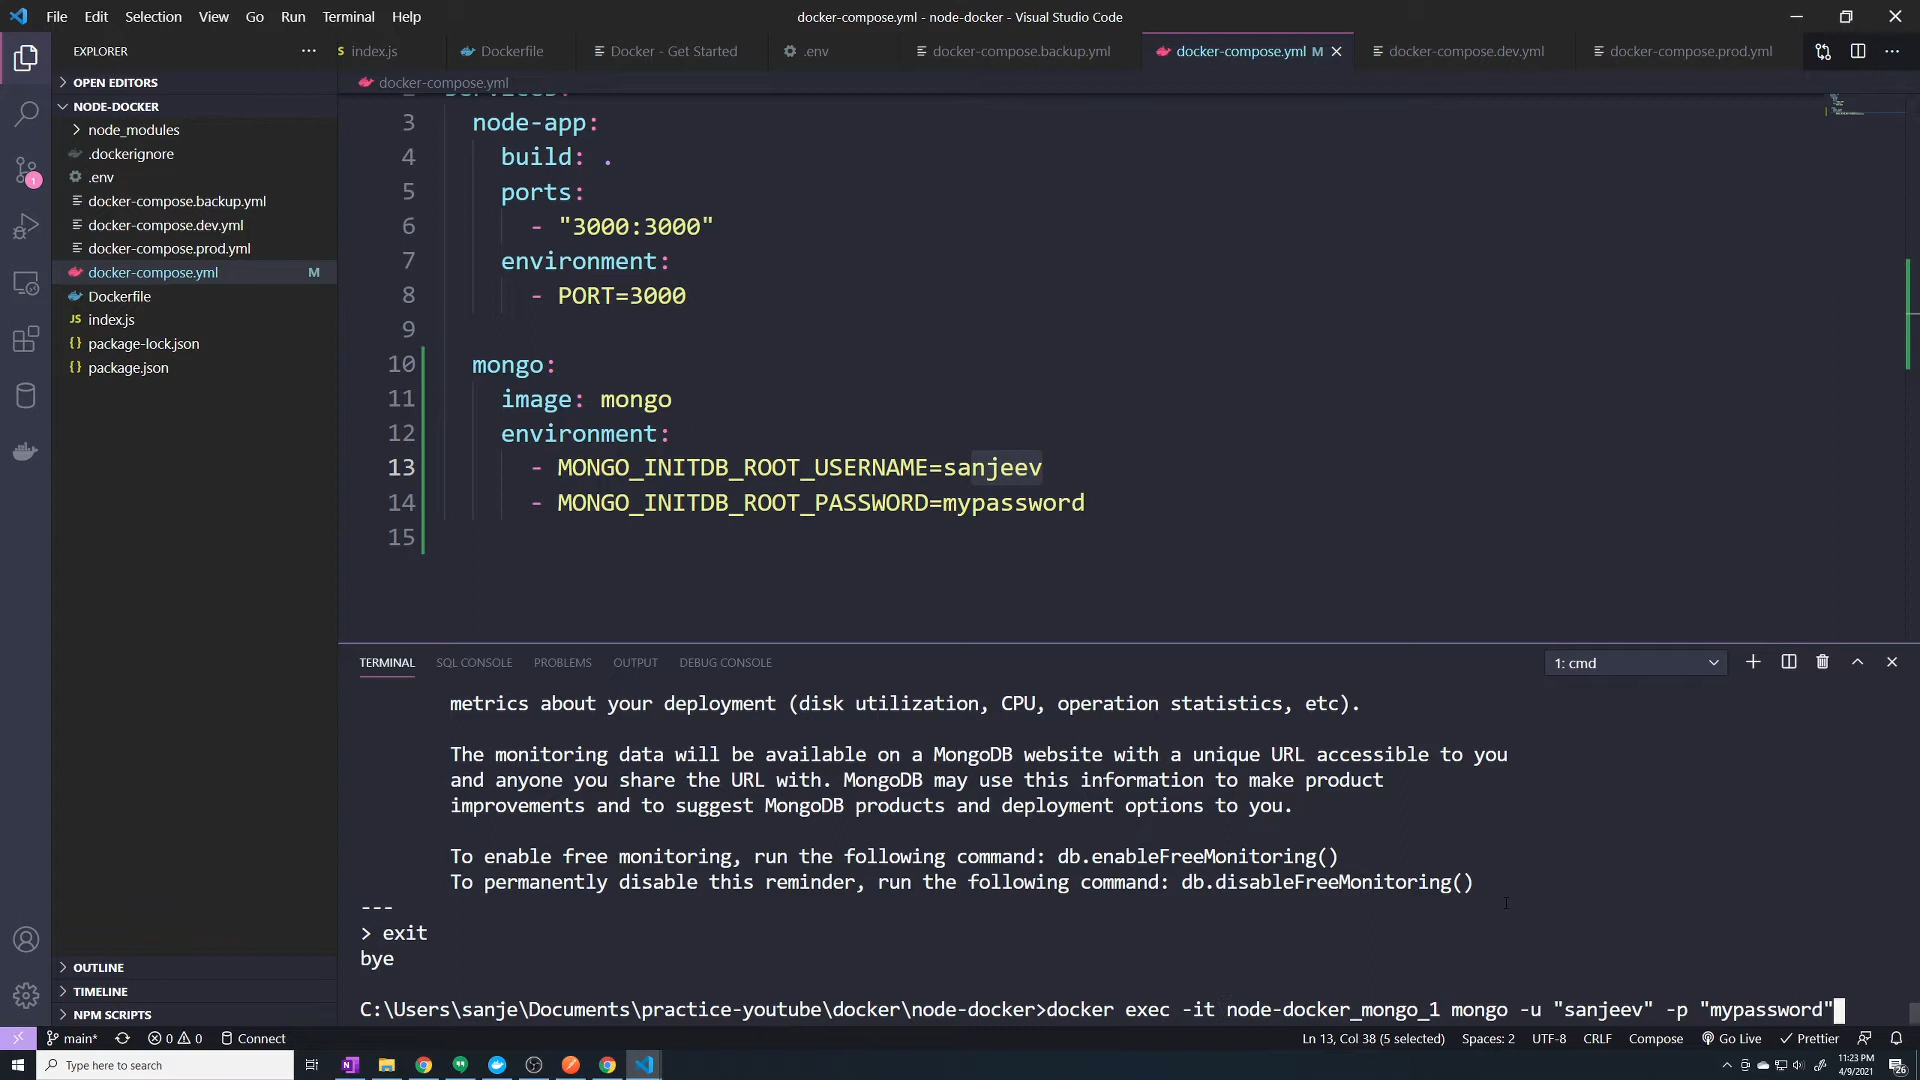 File Edit Selection View Go Run Terminal Help
docker-compose.yml - node-docker - Visual Studio Code
EXPLORER
JS index.js
Dockerfile
Docker - Get Started
.env
docker-compose.backup.yml
docker-compose.yml M
docker-compose.dev.yml
docker-compose.prod.yml
docker-compose.yml
OPEN EDITORS
NODE-DOCKER
node_modules
.dockerignore
.env
docker-compose.backup.yml
docker-compose.dev.yml
docker-compose.prod.yml
docker-compose.yml M
Dockerfile
JS index.js
{} package-lock.json
{} package.json
OUTLINE
TIMELINE
NPM SCRIPTS
1
3 node-app:
4 build: .
5 ports:
6 - "3000:3000"
7 environment:
8 - PORT=3000
9
10 mongo:
11 image: mongo
12 environment:
13 - MONGO_INITDB_ROOT_USERNAME=sanjeev
14 - MONGO_INITDB_ROOT_PASSWORD=mypassword
15
TERMINAL SQL CONSOLE PROBLEMS OUTPUT DEBUG CONSOLE
1: cmd
metrics about your deployment (disk utilization, CPU, operation statistics, etc).
The monitoring data will be available on a MongoDB website with a unique URL accessible to you
and anyone you share the URL with. MongoDB may use this information to make product
improvements and to suggest MongoDB products and deployment options to you.
To enable free monitoring, run the following command: db.enableFreeMonitoring()
To permanently disable this reminder, run the following command: db.disableFreeMonitoring()
---
> exit
bye
C:\Users\sanje\Documents\practice-youtube\docker\node-docker>docker exec -it node-docker_mongo_1 mongo -u "sanjeev" -p "mypassword"
main* 0 0 Connect
Ln 13, Col 38 (5 selected) Spaces: 2 UTF-8 CRLF Compose Go Live Prettier
Type here to search
11:23 PM
4/9/2021
26